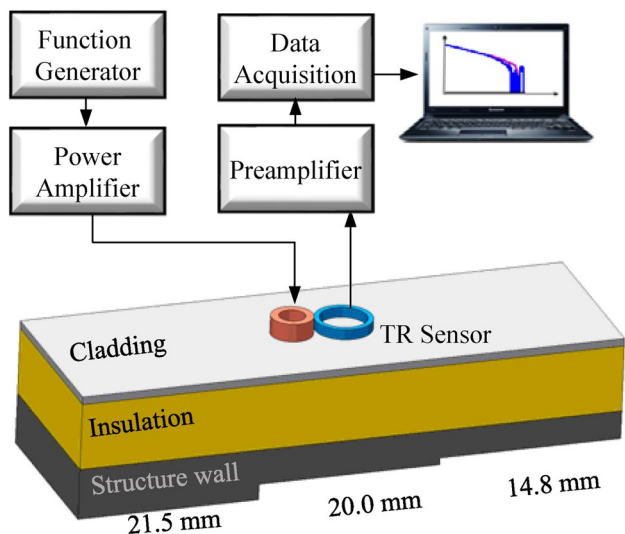 Function
Generator
Data
Acquisition
Power
Amplifier
Preamplifier
TR Sensor
Cladding
Insulation
Structure wall
21.5 mm
20.0 mm
14.8 mm